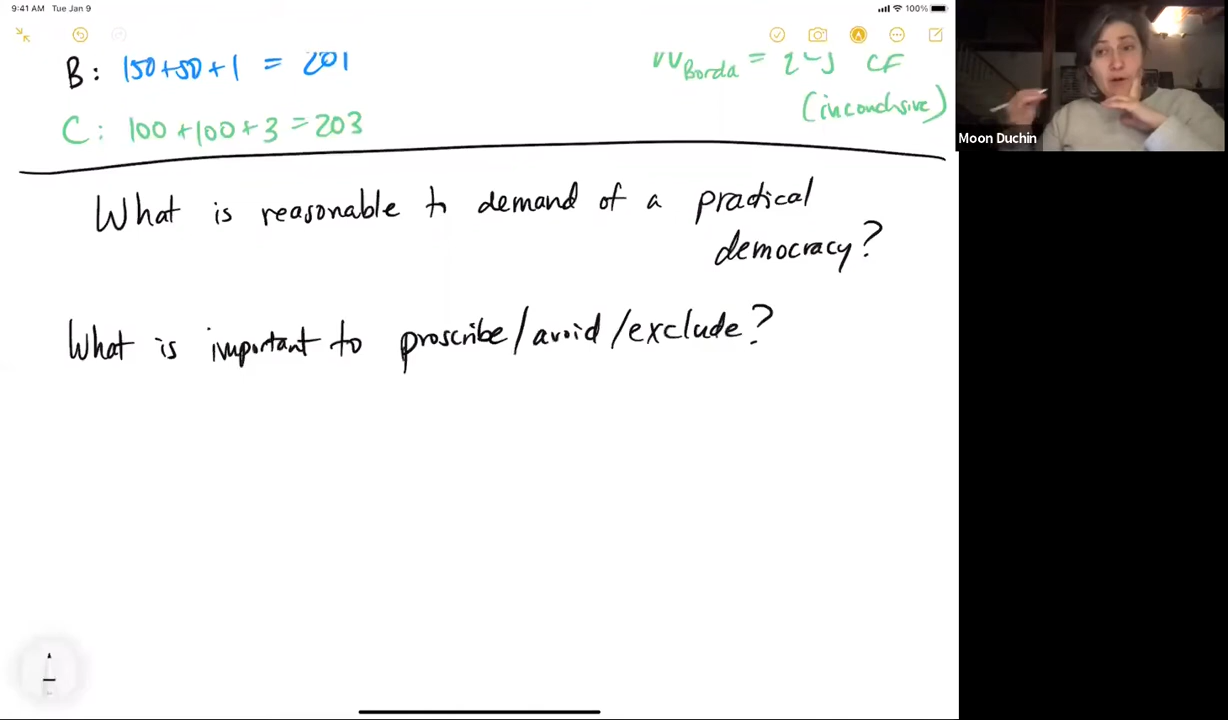 9:41 AM Tue Jan 9
100%
B: 150+50+1 = 201
Borda =
CF
(inconclusive)
C: 100+100+3=203
Moon Duchin
What is reasonable to demand of a practical
democracy?
What is important to proscribe/avoid/exclude?